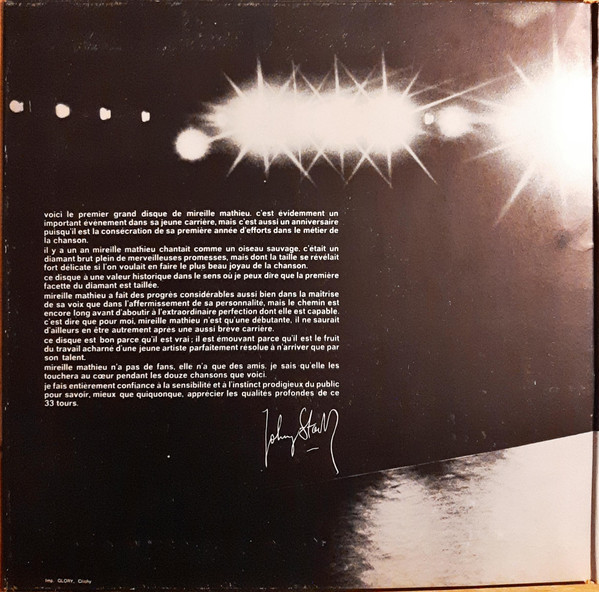 voici le premier grand disque de mireille mathieu. c'est évidemment un
important événement dans sa jeune carrière, mais c'est aussi un anniversaire
puisqu'il est la consécration de sa première année d'efforts dans le métier de
la chanson.
il y a un an mireille mathieu chantait comme un oiseau sauvage. c'était un
diamant brut plein de merveilleuses promesses, mais dont la taille se révélait
fort délicate si l'on voulait en faire le plus beau joyau de la chanson.
ce disque à une valeur historique dans le sens où je peux dire que la première
facette du diamant est taillée.
mireille mathieu a fait des progrès considérables aussi bien dans la maîtrise
de sa voix que dans l'affermissement de sa personnalité, mais le chemin est
encore long avant d'aboutir à l'extraordinaire perfection dont elle est capable.
c'est dire que pour moi, mireille mathieu n'est qu'une débutante, il ne saurait
d'ailleurs en être autrement après une aussi brève carrière.
ce disque est bon parce qu'il est vrai ; il est émouvant parce qu'il est le fruit
du travail acharné d'une jeune artiste parfaitement résolue à n'arriver que par
son talent.
mireille mathieu n'a pas de fans, elle n'a que des amis. je sais qu'elle les
touchera au cœur pendant les douze chansons que voici.
je fais entièrement confiance à la sensibilité et à l'instinct prodigieux du public
pour savoir, mieux que quiquonque, apprécier les qualités profondes de ce
33 tours.
Johnny Stark
Imp. GLORY, Clichy